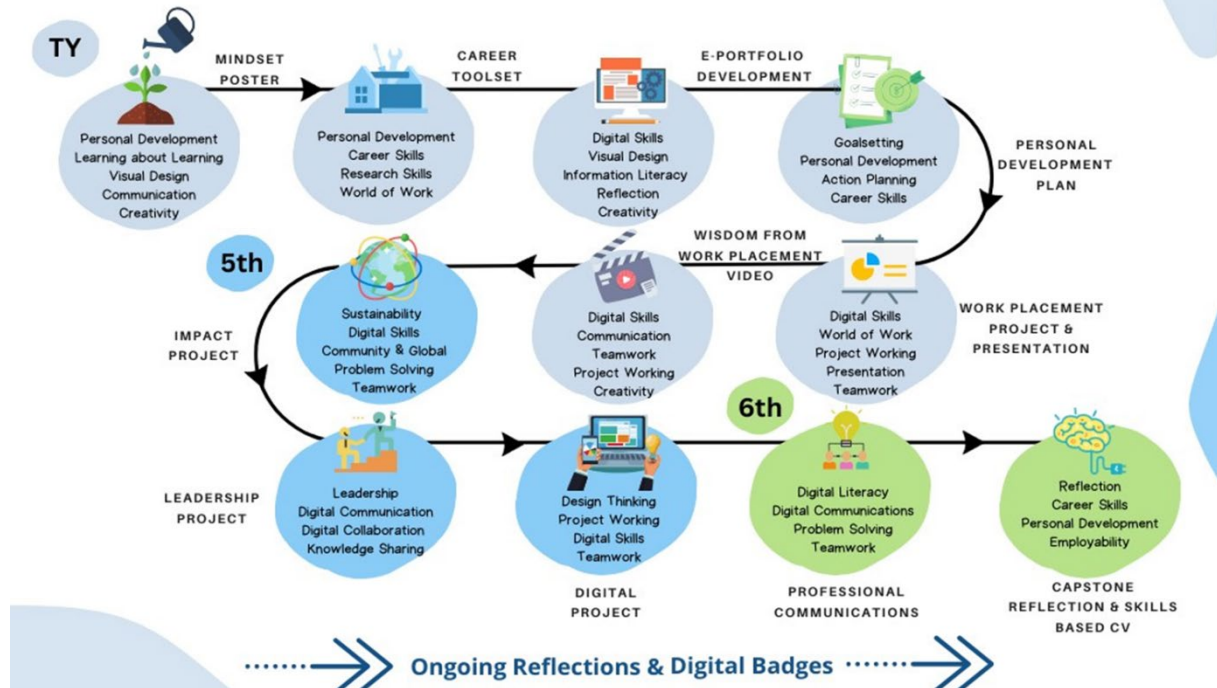 TY
MINDSET
POSTER
Personal Development
Learning about Learning
Visual Design
Communication
Creativity
CAREER
TOOLSET
Personal Development
Career Skills
Research Skills
World of Work
E-PORTFOLIO
DEVELOPMENT
Digital Skills
Visual Design
Information Literacy
Reflection
Creativity
Goalsetting
Personal Development
Action Planning
Career Skills
PERSONAL
DEVELOPMENT
PLAN
WORK PLACEMENT
PROJECT &
PRESENTATION
Digital Skills
World of Work
Project Working
Presentation
Teamwork
WISDOM FROM
WORK PLACEMENT
VIDEO
Digital Skills
Communication
Teamwork
Project Working
Creativity
5th
Sustainability
Digital Skills
Community & Global
Problem Solving
Teamwork
IMPACT
PROJECT
LEADERSHIP
PROJECT
Leadership
Digital Communication
Digital Collaboration
Knowledge Sharing
Design Thinking
Project Working
Digital Skills
Teamwork
DIGITAL
PROJECT
6th
Digital Literacy
Digital Communications
Problem Solving
Teamwork
PROFESSIONAL
COMMUNICATIONS
Reflection
Career Skills
Personal Development
Employability
CAPSTONE
REFLECTION & SKILLS
BASED CV
Ongoing Reflections & Digital Badges